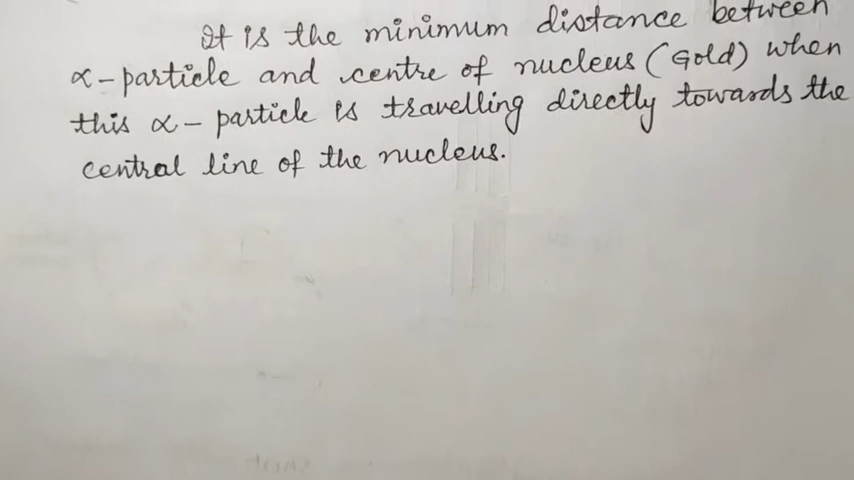 It is the minimum distance between
α-particle and centre of nucleus (Gold) when
this α-particle is travelling directly towards the
central line of the nucleus.